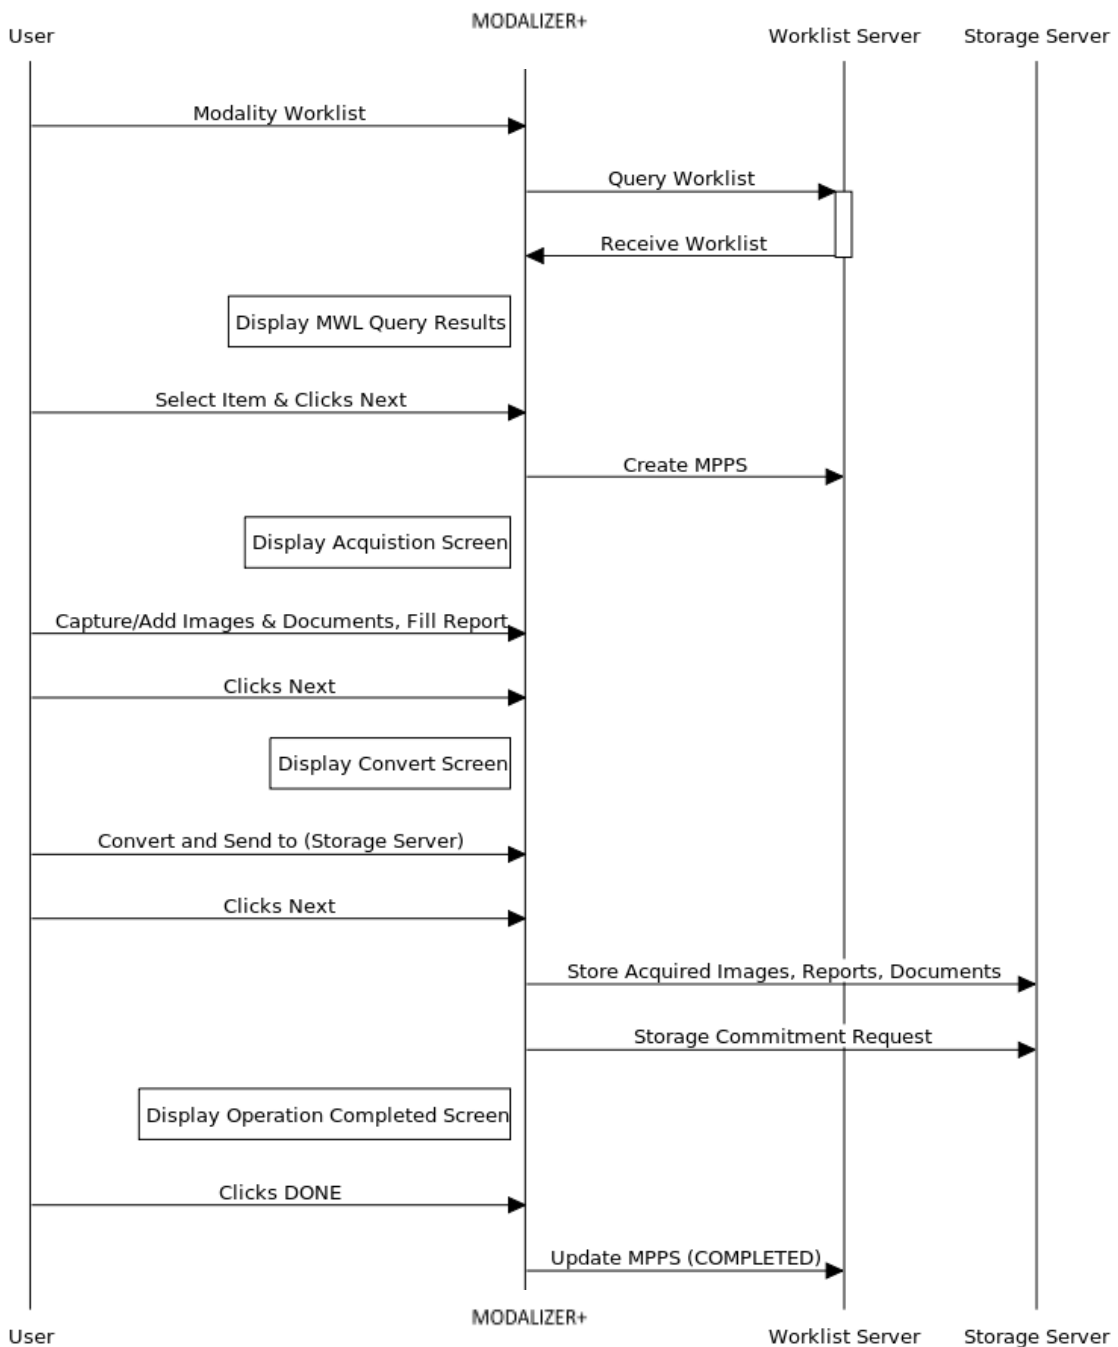 User
MODALIZER+
Worklist Server
Storage Server
Modality Worklist
Query Worklist
Receive Worklist
Display MWL Query Results
Select Item & Clicks Next
Create MPPS
Display Acquistion Screen
Capture/Add Images & Documents, Fill Report
Clicks Next
Display Convert Screen
Convert and Send to (Storage Server)
Clicks Next
Store Acquired Images, Reports, Documents
Storage Commitment Request
Display Operation Completed Screen
Clicks DONE
Update MPPS (COMPLETED)
User
MODALIZER+
Worklist Server
Storage Server